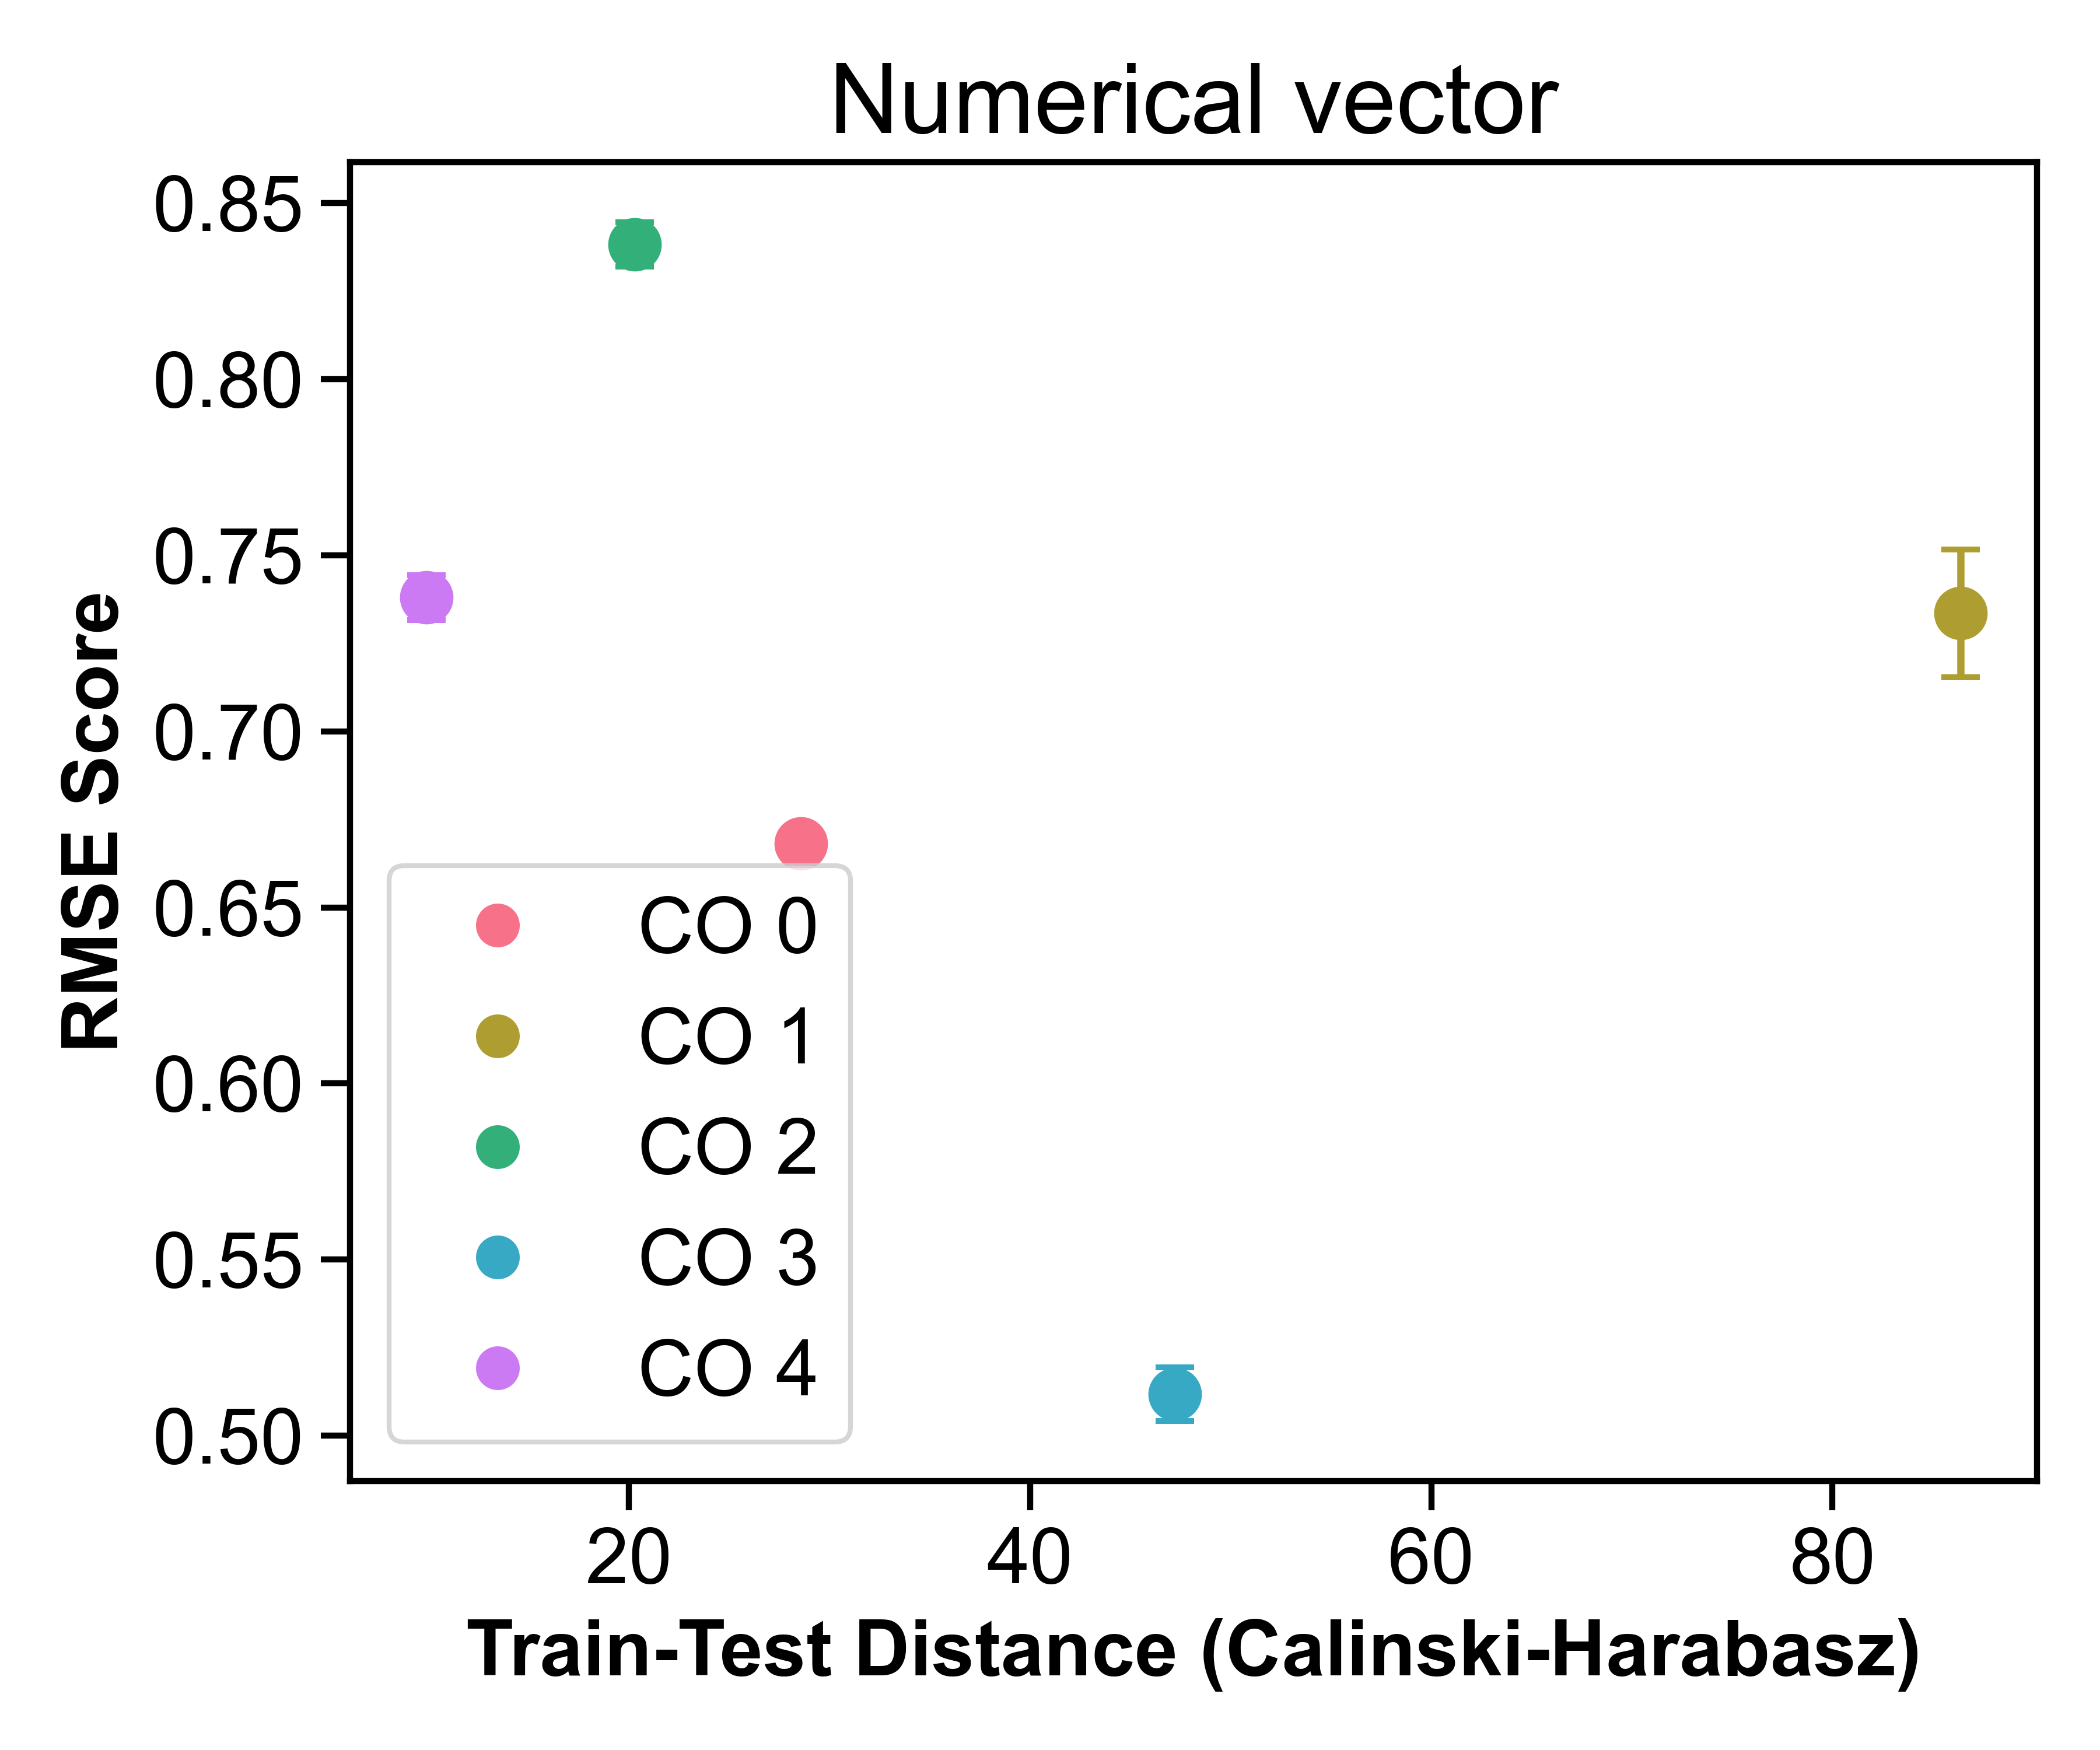 Numerical vector
RMSE Score
0.85
0.80
0.75
0.70
0.65
0.60
0.55
0.50
CO 0
CO 1
CO 2
CO 3
CO 4
20 40 60 80
Train-Test Distance (Calinski-Harabasz)